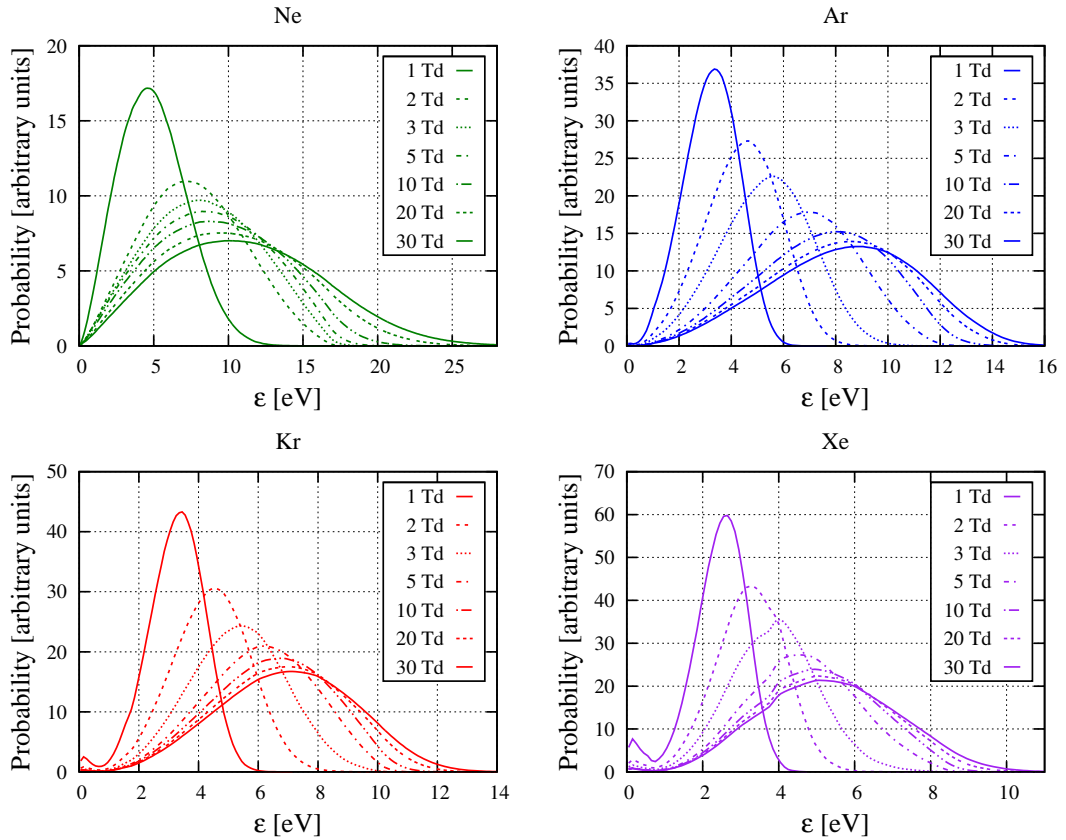 Ne
Probability [arbitrary units]
20
15
10
5
0
0 5 10 15 20 25
ε [eV]
1 Td
2 Td
3 Td
5 Td
10 Td
20 Td
30 Td
Ar
Probability [arbitrary units]
40
35
30
25
20
15
10
5
0
0 2 4 6 8 10 12 14 16
ε [eV]
1 Td
2 Td
3 Td
5 Td
10 Td
20 Td
30 Td
Kr
Probability [arbitrary units]
50
40
30
20
10
0
0 2 4 6 8 10 12 14
ε [eV]
1 Td
2 Td
3 Td
5 Td
10 Td
20 Td
30 Td
Xe
Probability [arbitrary units]
70
60
50
40
30
20
10
0
0 2 4 6 8 10
ε [eV]
1 Td
2 Td
3 Td
5 Td
10 Td
20 Td
30 Td